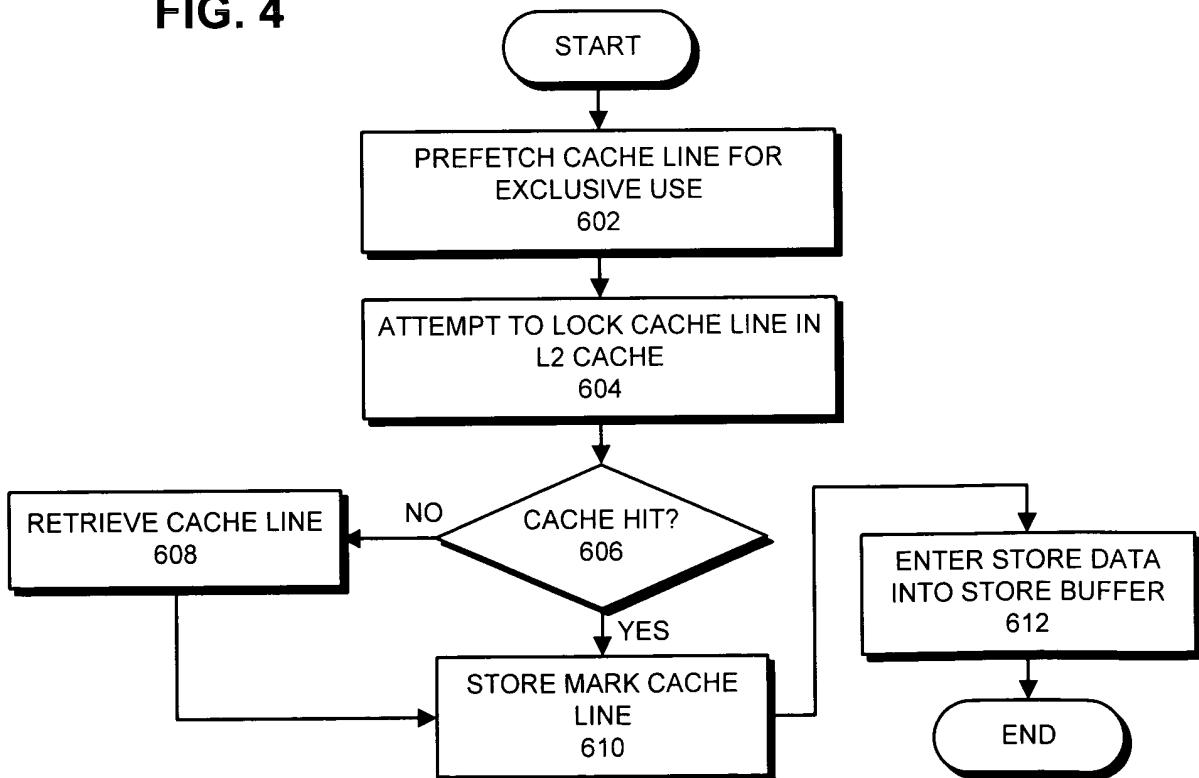 FIG. 4
START
PREFETCH CACHE LINE FOR
EXCLUSIVE USE
602
ATTEMPT TO LOCK CACHE LINE IN
L2 CACHE
604
CACHE HIT?
606
NO
YES
RETRIEVE CACHE LINE
608
STORE MARK CACHE
LINE
610
ENTER STORE DATA
INTO STORE BUFFER
612
END